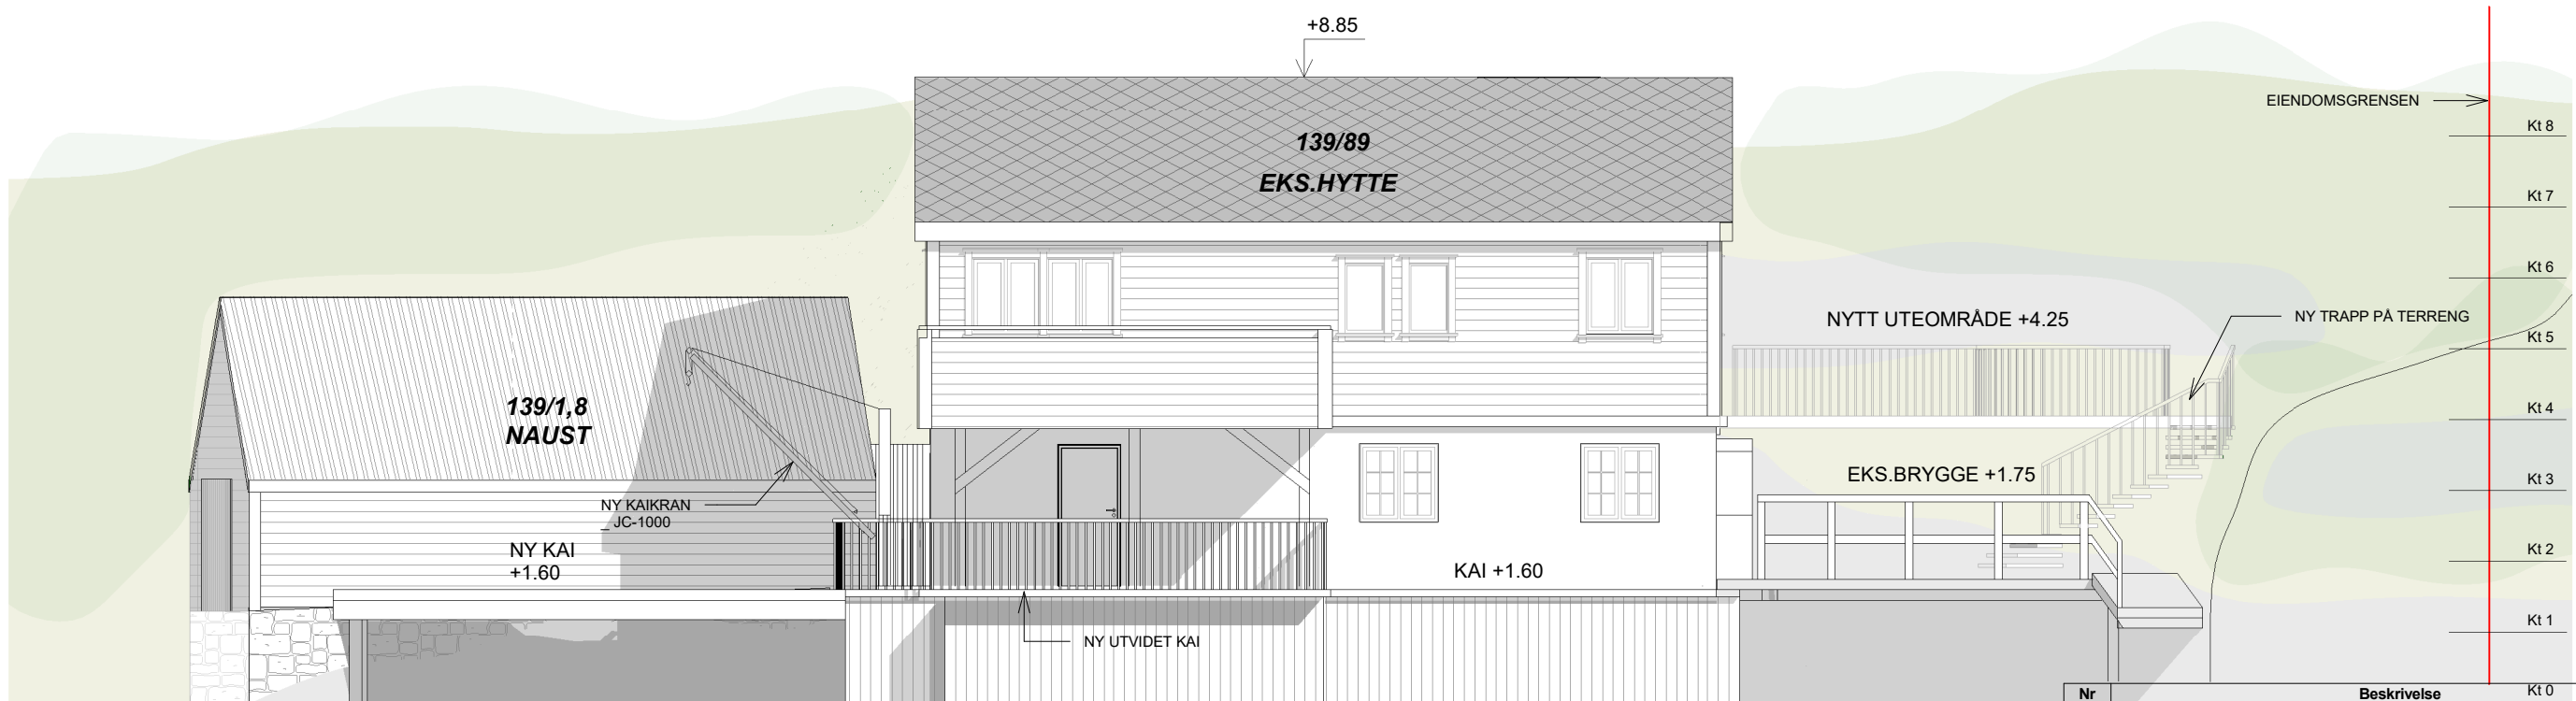 +8.85
EIENDOMSGRENSEN
Kt 8
139/89
EKS.HYTTE
Kt 7
Kt 6
NYTT UTEOMRÅDE +4.25
NY TRAPP PÅ TERRENG
Kt 5
139/1,8
NAUST
Kt 4
EKS.BRYGGE +1.75
Kt 3
NY KAIKRAN
_ JC-1000
NY KAI
+1.60
Kt 2
KAI +1.60
Kt 1
NY UTVIDET KAI
Nr
Beskrivelse
Kt 0